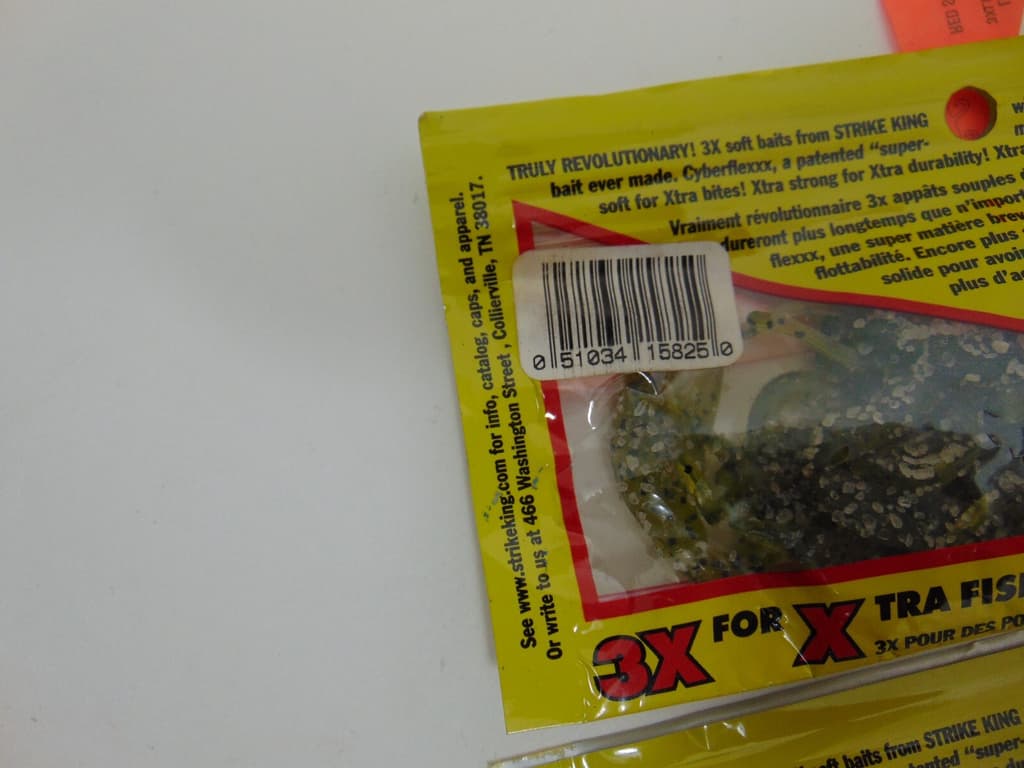 TRULY REVOLUTIONARY! 3X soft baits from STRIKE KING
bait ever made. Cyberflexxx, a patented "super-
soft for Xtra bites! Xtra strong for Xtra durability! Xtra
Vraiment révolutionnaire 3x appâts souples
dureront plus longtemps que n'import
flexxx, une super matière brev
flottabilité. Encore plus
solide pour avoir
plus d'a
See www.strikeking.com for info, catalog, caps, and apparel.
Or write to us at 466 Washington Street, Collierville, TN 38017.
0 51034 15825 0
3X FOR X TRA FISH
3X POUR DES PO
soft baits from STRIKE KING
patented "super-
RED